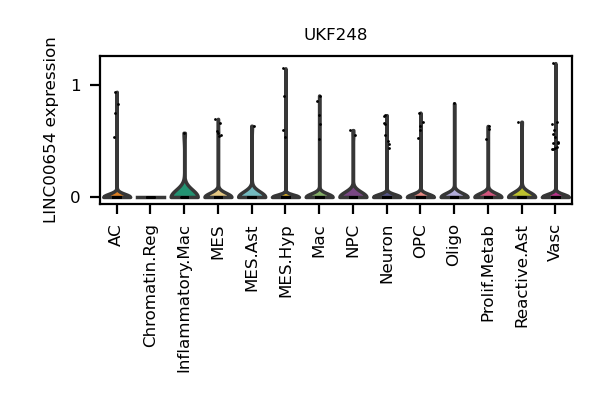 UKF248
LINC00654 expression
1
0
AC
Chromatin.Reg
Inflammatory.Mac
MES
MES.Ast
MES.Hyp
Mac
NPC
Neuron
OPC
Oligo
Prolif.Metab
Reactive.Ast
Vasc